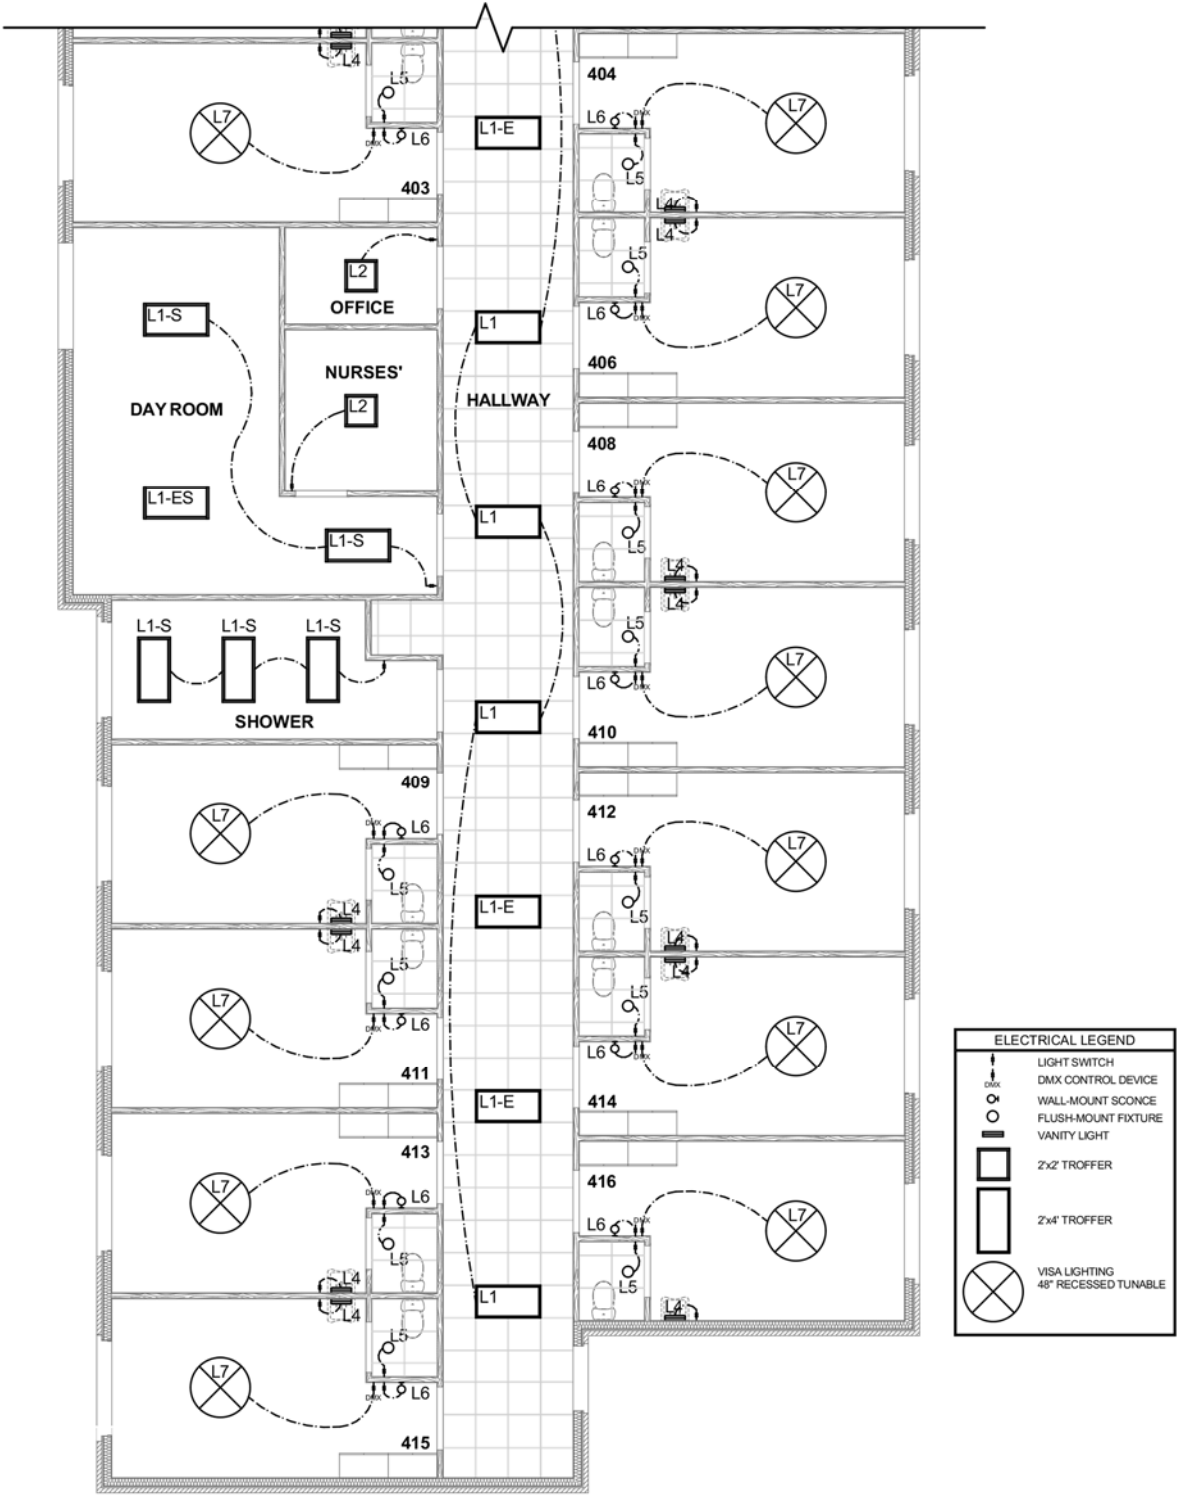 L4
L5
L7
DMX
L6
403
L1-E
404
L6
DMX
L7
L5
L4
L4
L5
L7
L6
DMX
406
L2
OFFICE
L1-S
L1
NURSES'
HALLWAY
DAY ROOM
L2
408
L6
DMX
L7
L1-ES
L1
L1-S
L5
L4
L4
L5
L7
L6
DMX
410
L1-S
L1-S
L1-S
SHOWER
L1
409
L7
DMX
L6
L5
L4
L4
L5
L7
DMX
L6
411
412
L6
DMX
L7
L1-E
L5
L4
L4
L5
L7
L6
DMX
414
L1-E
413
L7
DMX
L6
L5
L4
L4
L5
L7
DMX
L6
415
416
L6
DMX
L7
L5
L4
L1
ELECTRICAL LEGEND
LIGHT SWITCH
DMX CONTROL DEVICE
DMX
WALL-MOUNT SCONCE
FLUSH-MOUNT FIXTURE
VANITY LIGHT
2'x2' TROFFER
2'x4' TROFFER
VISA LIGHTING
48" RECESSED TUNABLE